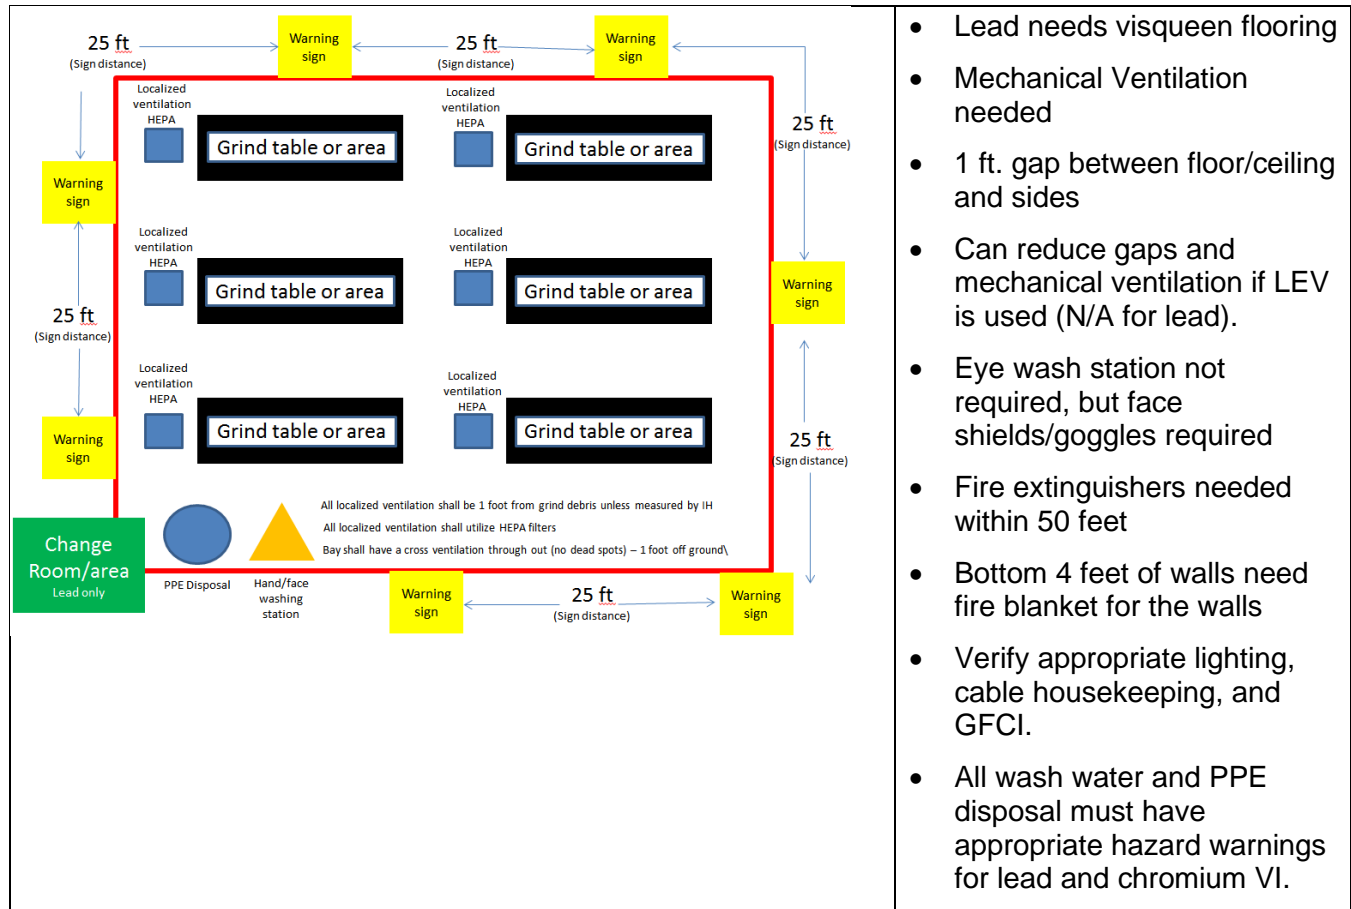 25 ft
(Sign distance)
Warning
sign
25 ft
(Sign distance)
Warning
sign
25 ft
(Sign distance)
Localized
ventilation
HEPA
Grind table or area
Localized
ventilation
HEPA
Grind table or area
Warning
sign
Localized
ventilation
HEPA
Grind table or area
Localized
ventilation
HEPA
Grind table or area
Warning
sign
25 ft
(Sign distance)
Localized
ventilation
HEPA
Grind table or area
Localized
ventilation
HEPA
Grind table or area
Warning
sign
25 ft
(Sign distance)
All localized ventilation shall be 1 foot from grind debris unless measured by IH
All localized ventilation shall utilize HEPA filters
Bay shall have a cross ventilation through out (no dead spots) – 1 foot off ground\
Change
Room/area
Lead only
PPE Disposal
Hand/face
washing
station
Warning
sign
25 ft
(Sign distance)
Warning
sign
• Lead needs visqueen flooring
• Mechanical Ventilation
needed
• 1 ft. gap between floor/ceiling
and sides
• Can reduce gaps and
mechanical ventilation if LEV
is used (N/A for lead).
• Eye wash station not
required, but face
shields/goggles required
• Fire extinguishers needed
within 50 feet
• Bottom 4 feet of walls need
fire blanket for the walls
• Verify appropriate lighting,
cable housekeeping, and
GFCI.
• All wash water and PPE
disposal must have
appropriate hazard warnings
for lead and chromium VI.